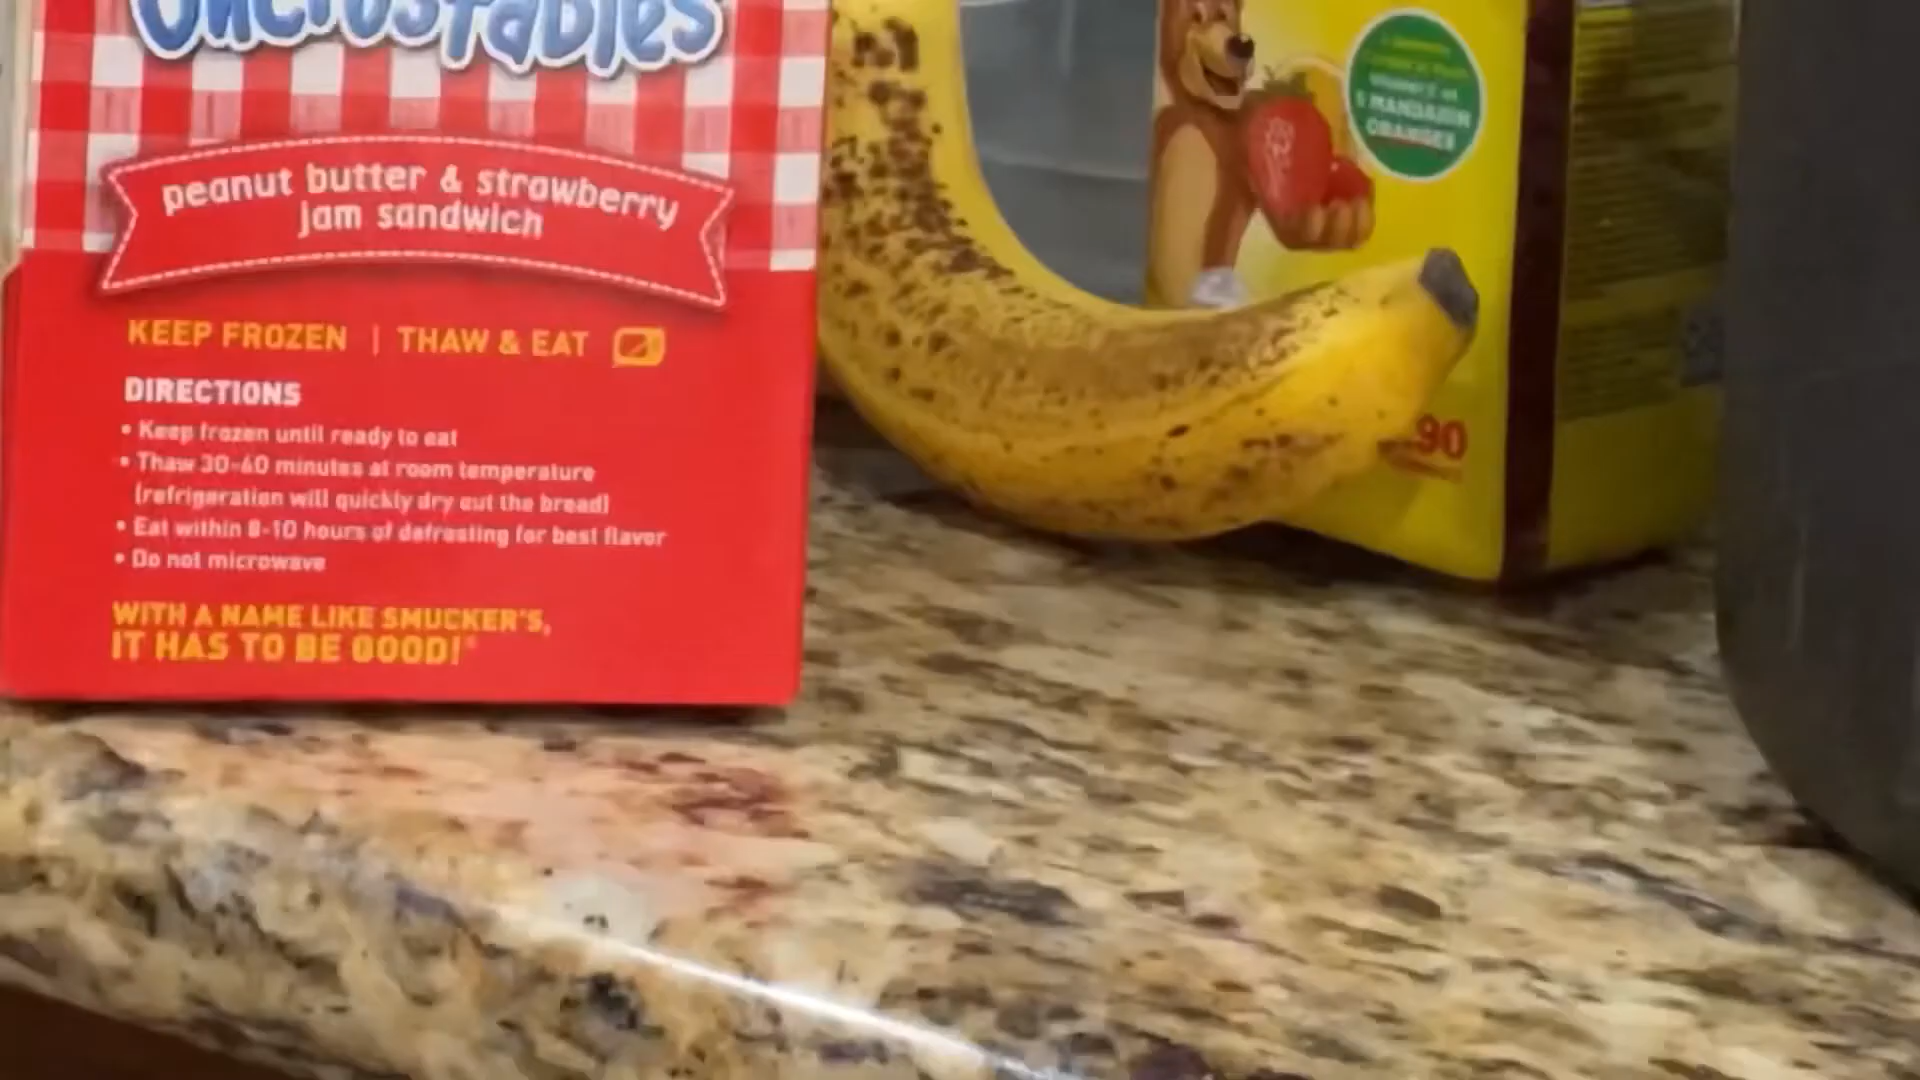 Uncrustables
peanut butter & strawberry
jam sandwich
KEEP FROZEN | THAW & EAT
DIRECTIONS
• Keep frozen until ready to eat
• Thaw 30-60 minutes at room temperature
(refrigeration will quickly dry out the bread)
• Eat within 8-10 hours of defrosting for best flavor
• Do not microwave
WITH A NAME LIKE SMUCKER'S,
IT HAS TO BE GOOD!®
MANDARIN
ORANGES
90